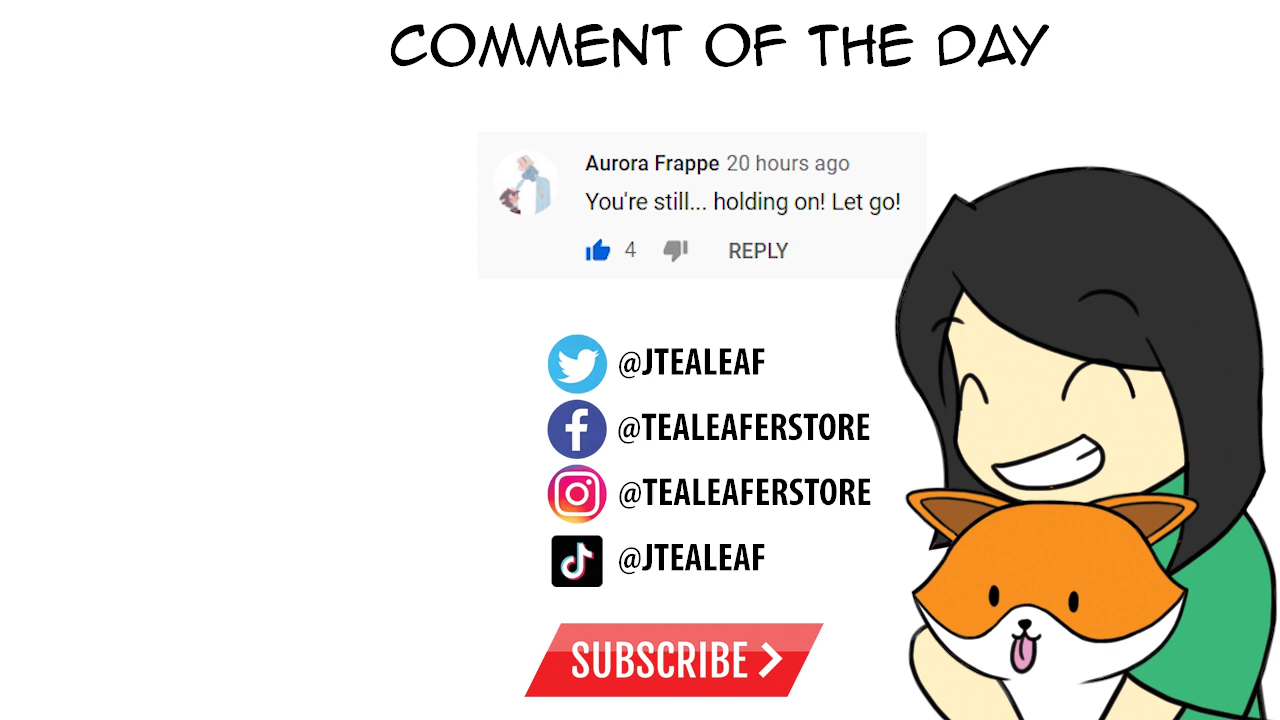 COMMENT OF THE DAY
Aurora Frappe 20 hours ago
You're still... holding on! Let go!
4 REPLY
@JTEALEAF
@TEALEAFERSTORE
@TEALEAFERSTORE
@JTEALEAF
SUBSCRIBE